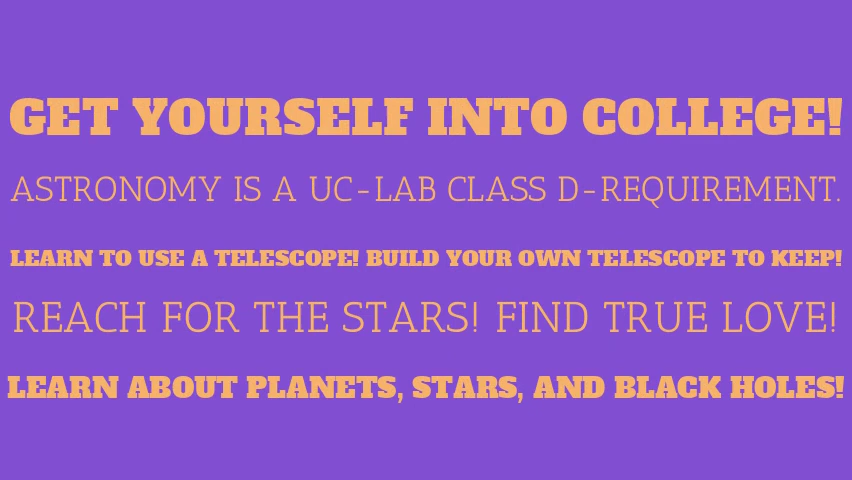 GET YOURSELF INTO COLLEGE!
ASTRONOMY IS A UC-LAB CLASS D-REQUIREMENT.
LEARN TO USE A TELESCOPE! BUILD YOUR OWN TELESCOPE TO KEEP!
REACH FOR THE STARS! FIND TRUE LOVE!
LEARN ABOUT PLANETS, STARS, AND BLACK HOLES!